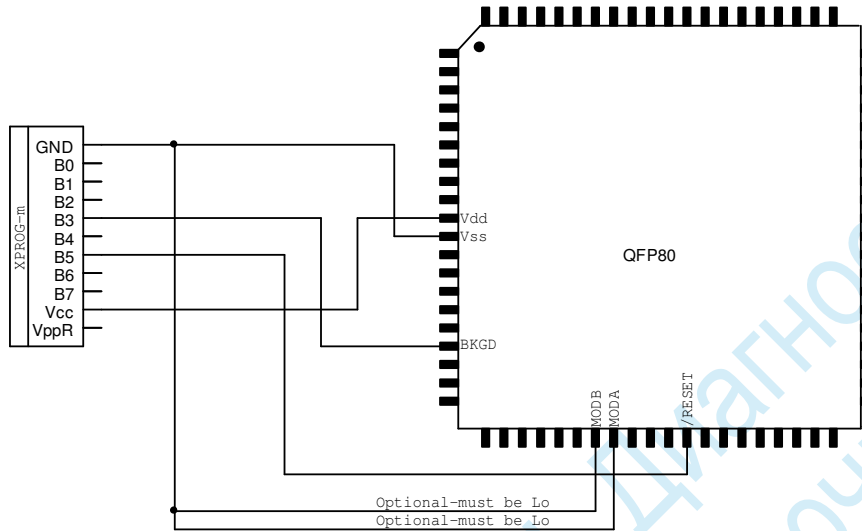 XPROG-m
GND
B0
B1
B2
B3
B4
B5
B6
B7
Vcc
VppR
Vdd
Vss
QFP80
BKGD
MODB
MODA
/RESET
Optional-must be Lo
Optional-must be Lo